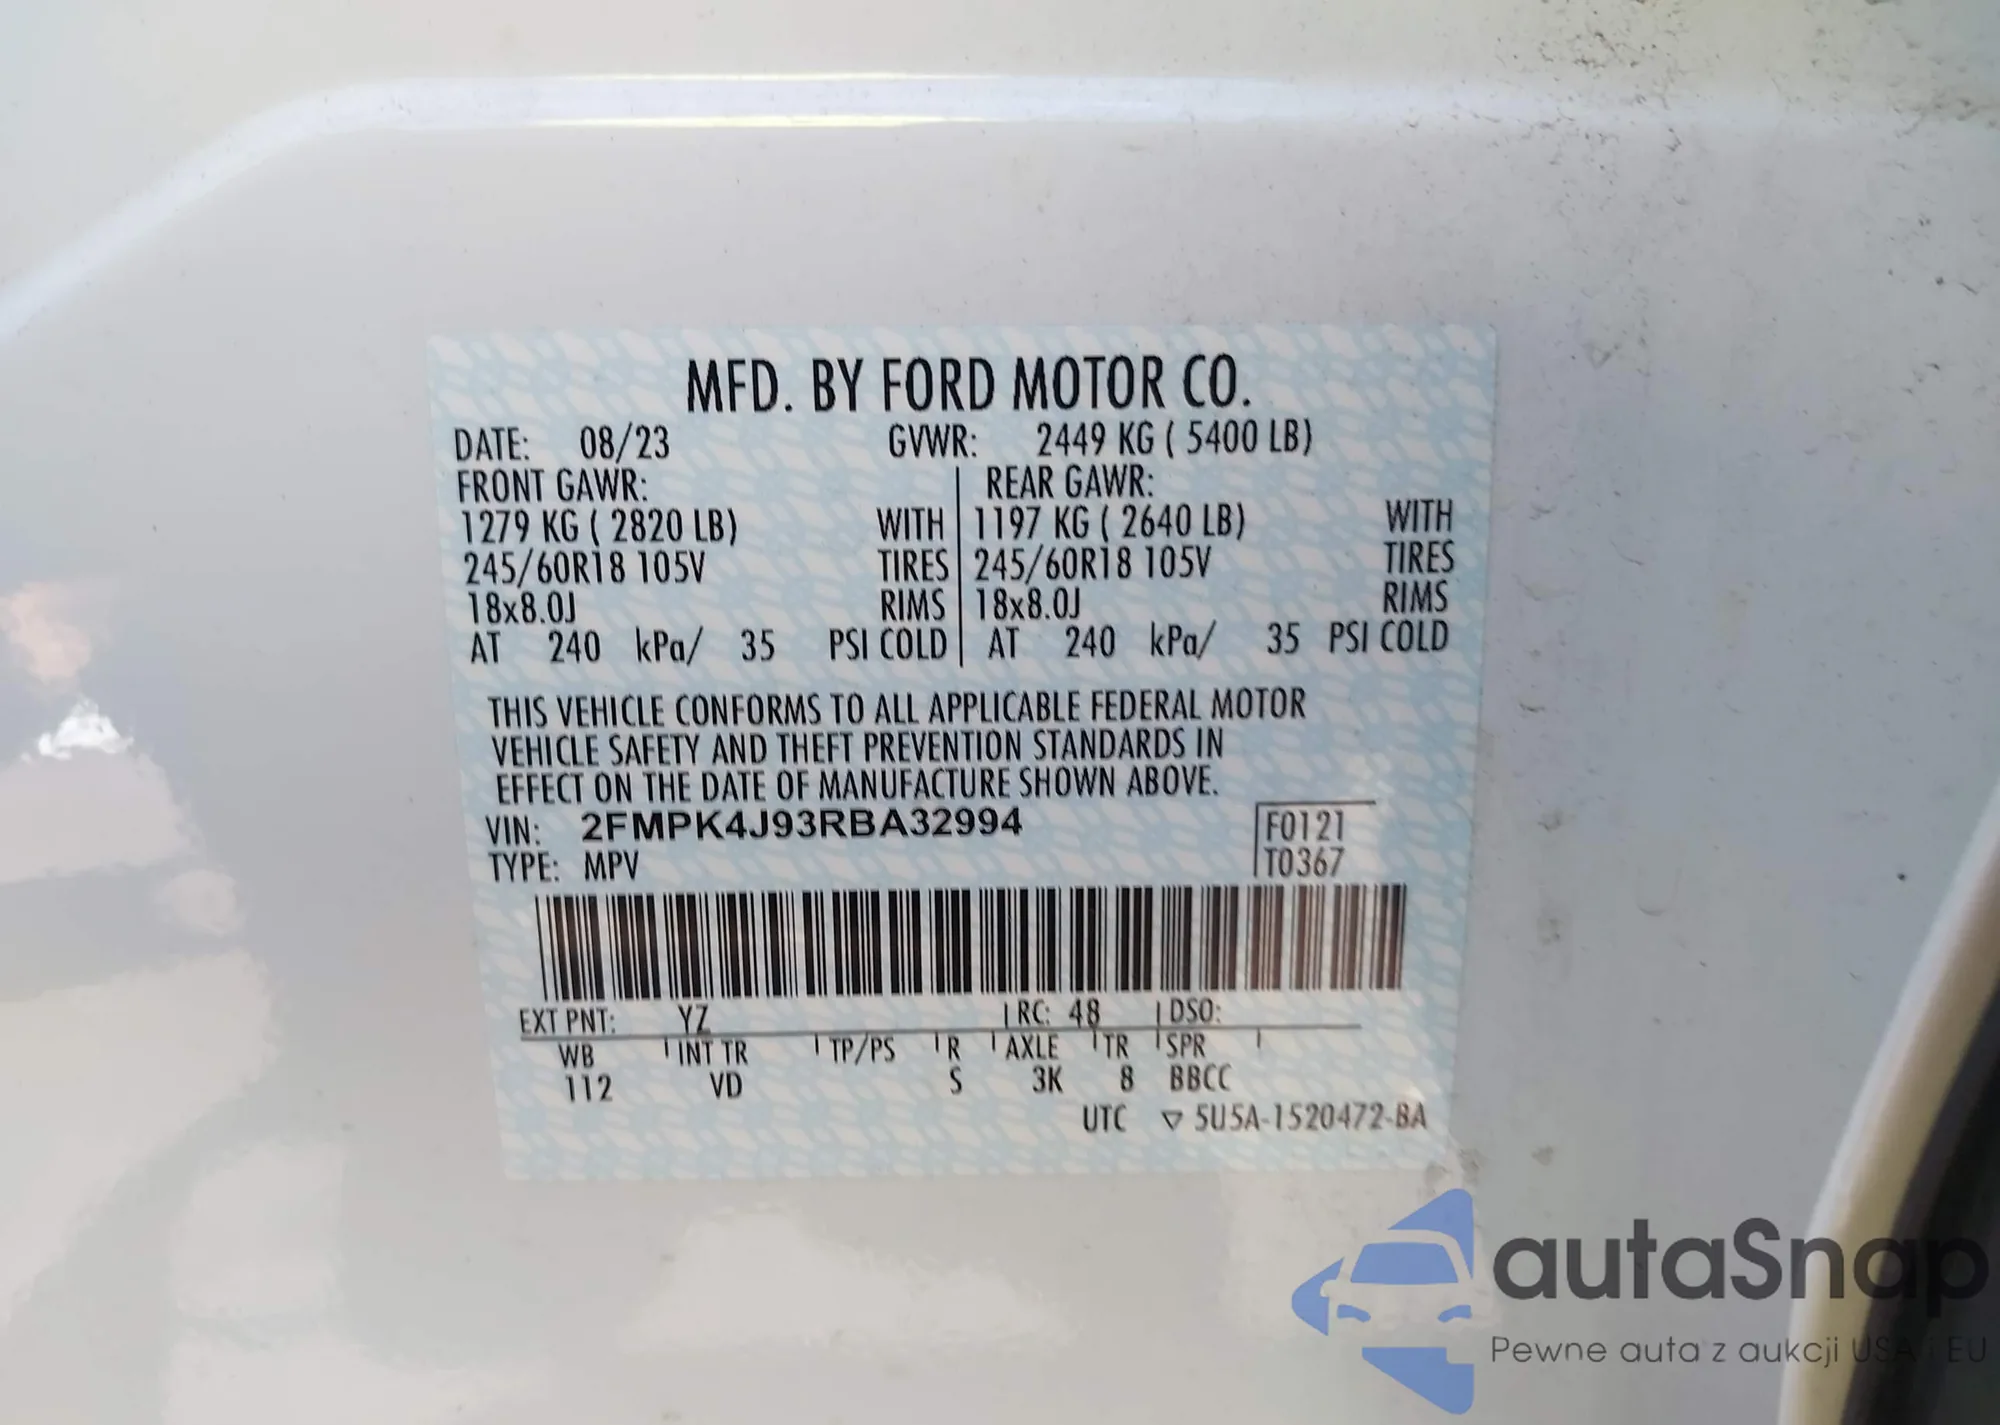 MFD. BY FORD MOTOR CO.
DATE: 08/23 GVWR: 2449 KG ( 5400 LB)
FRONT GAWR: REAR GAWR:
1279 KG ( 2820 LB) WITH 1197 KG ( 2640 LB) WITH
245/60R18 105V TIRES 245/60R18 105V TIRES
18x8.0J RIMS 18x8.0J RIMS
AT 240 kPa/ 35 PSI COLD AT 240 kPa/ 35 PSI COLD
THIS VEHICLE CONFORMS TO ALL APPLICABLE FEDERAL MOTOR
VEHICLE SAFETY AND THEFT PREVENTION STANDARDS IN
EFFECT ON THE DATE OF MANUFACTURE SHOWN ABOVE.
VIN: 2FMPK4J93RBA32994 F0121
TYPE: MPV T0367
EXT PNT: YZ RC: 48 DSO:
WB INT TR TP/PS R AXLE TR SPR
112 VD S 3K 8 BBCC
UTC ▽ 5U5A-1520472-BA
autaSnap
Pewne auta z aukcji USA i EU